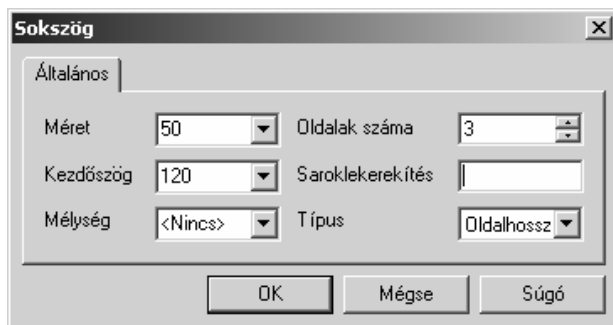 Sokszög
Általános
Méret 50 Oldalak száma 3
Kezdőszög 120 Saroklekerekítés
Mélység <Nincs> Típus Oldalhossz
OK Mégse Súgó